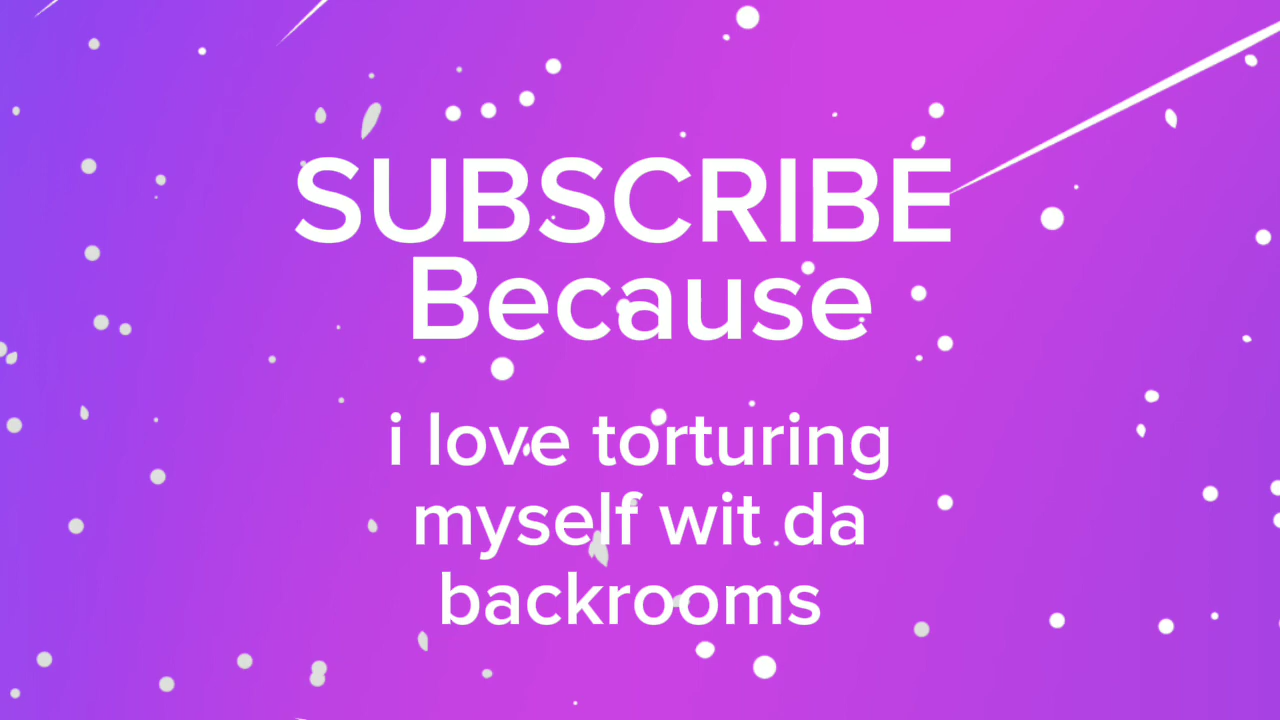 SUBSCRIBE
Because
i love torturing
myself wit da
backrooms